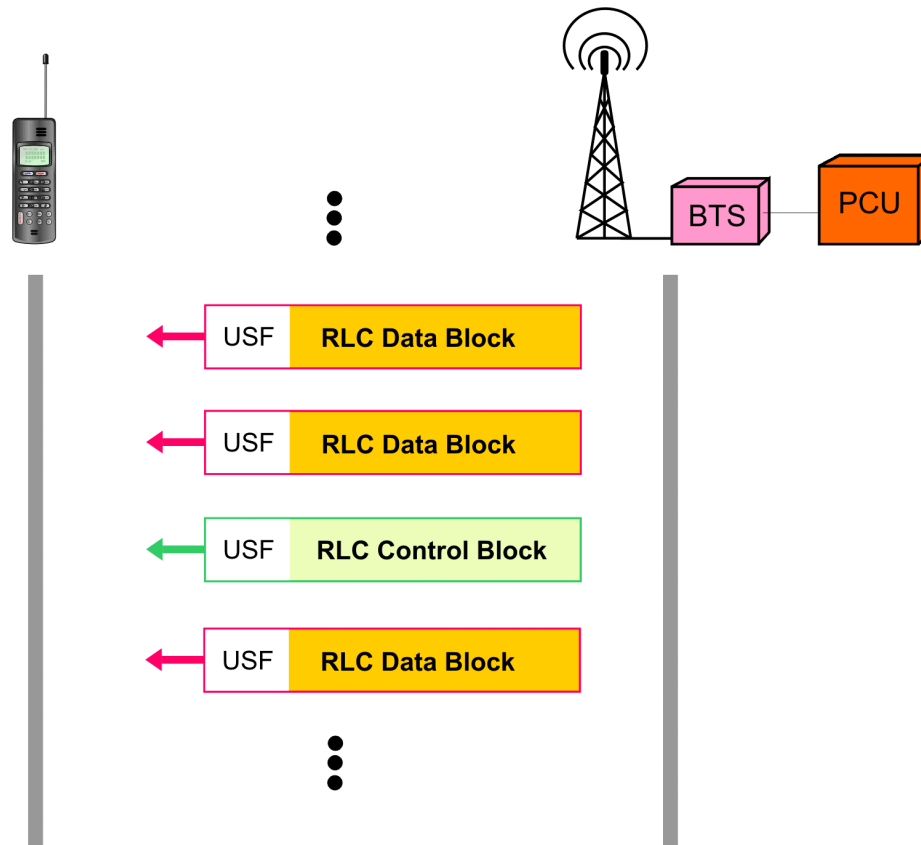 BTS
PCU
USF RLC Data Block
USF RLC Data Block
USF RLC Control Block
USF RLC Data Block